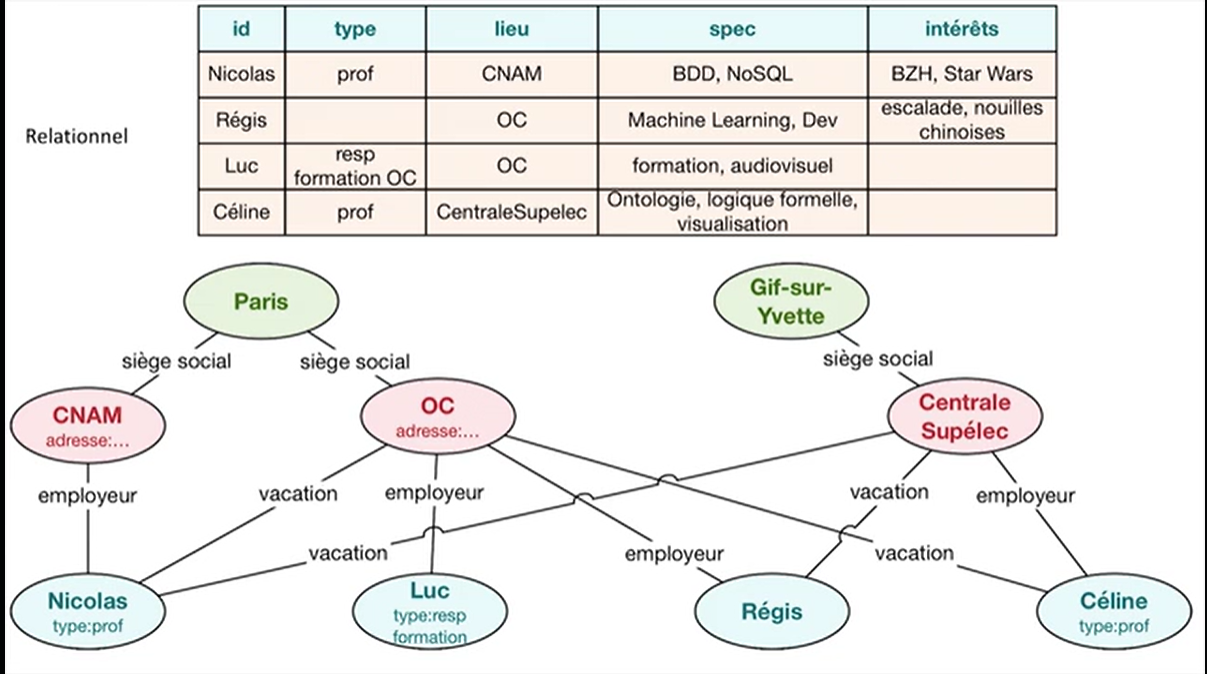 id type lieu spec intérêts
Nicolas prof CNAM BDD, NoSQL BZH, Star Wars
Relationnel
Régis OC Machine Learning, Dev escalade, nouilles
chinoises
Luc resp
formation OC OC formation, audiovisuel
Céline prof CentraleSupelec Ontologie, logique formelle,
visualisation
Paris
Gif-sur-
Yvette
siège social siège social siège social
CNAM
adresse:...
OC
adresse:...
Centrale
Supélec
employeur vacation employeur vacation employeur
vacation employeur vacation
Nicolas
type:prof
Luc
type:resp
formation
Régis
Céline
type:prof